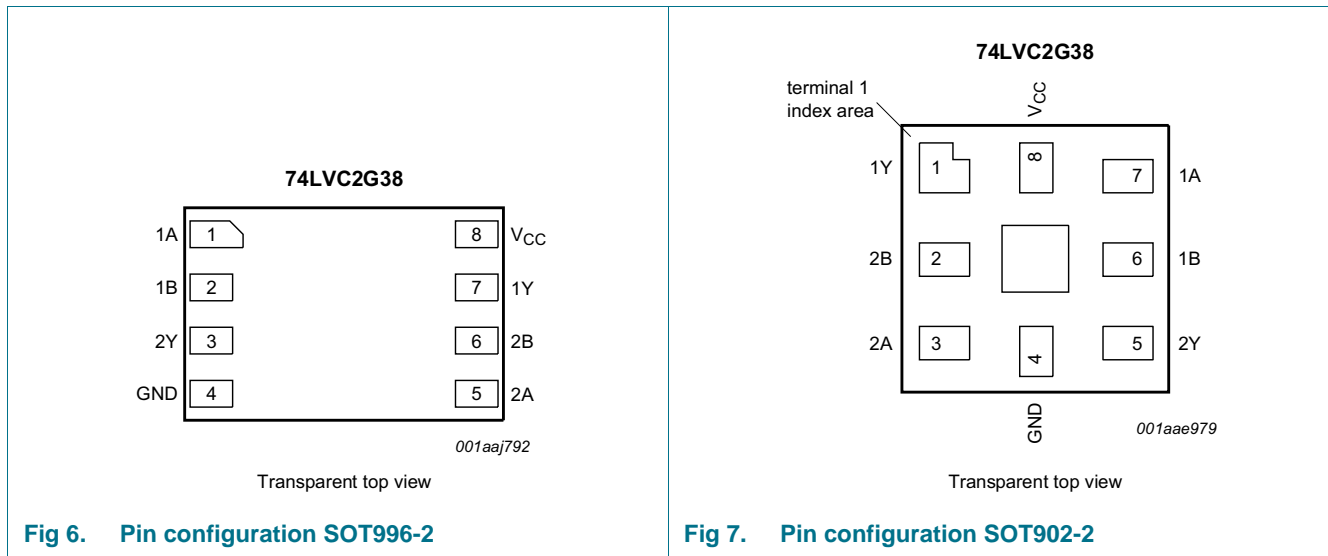 74LVC2G38
1A 1 8 VCC
1B 2 7 1Y
2Y 3 6 2B
GND 4 5 2A
001aaj792
Transparent top view
Fig 6. Pin configuration SOT996-2
74LVC2G38
terminal 1
index area
VCC
1Y 1 8 7 1A
2B 2 6 1B
2A 3 4 5 2Y
GND
001aae979
Transparent top view
Fig 7. Pin configuration SOT902-2